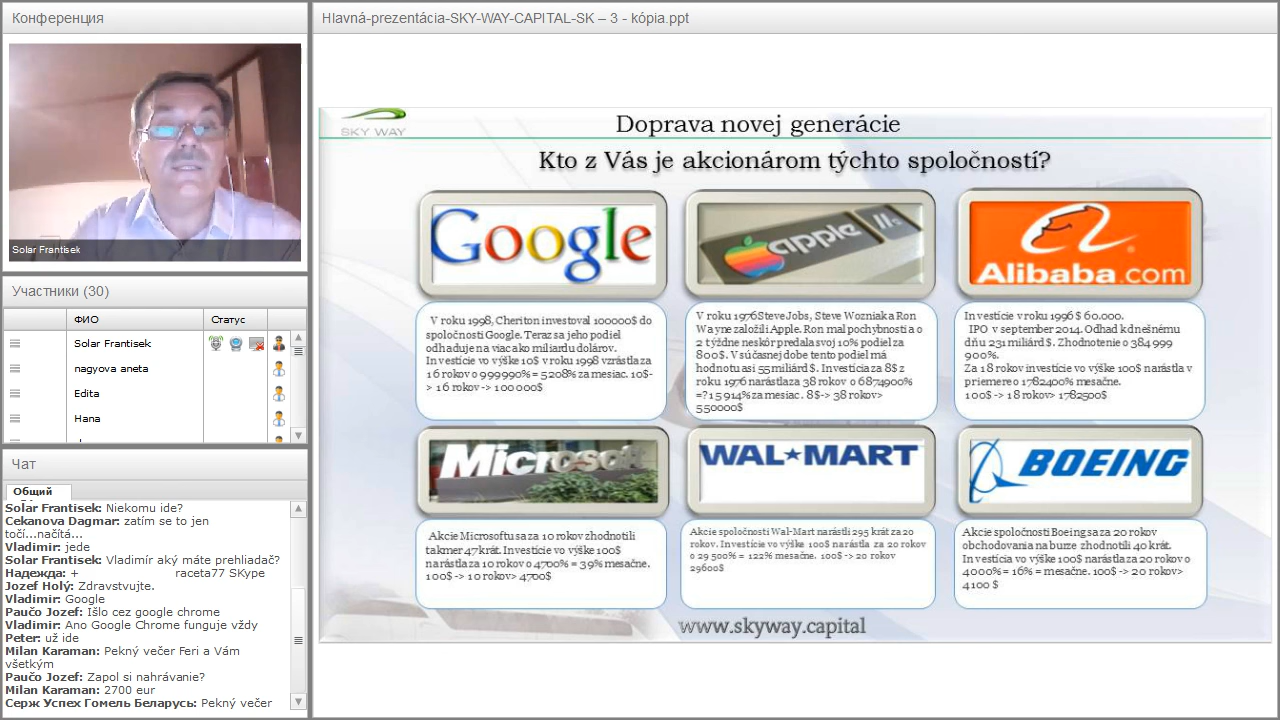 Конференция
Solar Frantisek
Участники (30)
ФИО
Статус
Solar Frantisek
nagyova aneta
Edita
Hana
Чат
Общий
Solar Frantisek: Niekomu ide?
Cekanova Dagmar: zatím se to jen
točí...načítá...
Vladimir: jede
Solar Frantisek: Vladimír aký máte prehliadač?
Надежда: + raceta77 SKype
Jozef Holý: Zdravstvujte.
Vladimir: Google
Paučo Jozef: Išlo cez google chrome
Vladimir: Ano Google Chrome funguje vždy
Peter: už ide
Milan Karaman: Pekný večer Feri a Vám
všetkým
Paučo Jozef: Zapol si nahrávanie?
Milan Karaman: 2700 eur
Серж Успех Гомель Беларусь: Pekný večer
Hlavná-prezentácia-SKY-WAY-CAPITAL-SK – 3 - kópia.ppt
SKY WAY
Doprava novej generácie
Kto z Vás je akcionárom týchto spoločností?
Google
V roku 1998, Cheriton investoval 100000$ do
spoločnosti Google. Teraz sa jeho podiel
odhaduje na viac ako miliardu dolárov.
Investície vo výške 10$ v roku 1998 vzrástla za
16 rokov o 999990% = 5208% za mesiac. 10$-
> 16 rokov -> 100000$
apple
V roku 1976 Steve Jobs, Steve Wozniak a Ron
Wayne založili Apple. Ron mal pochybnosti a o
2 týždne neskôr predala svoj 10% podiel za
800$. V súčasnej dobe tento podiel má
hodnotu asi 55 miliárd $. Investícia za 8$ z
roku 1976 narástla za 38 rokov o 6874900%
=?15 914% za mesiac. 8$-> 38 rokov>
550000$
Alibaba.com
Investície v roku 1996 $ 60.000.
IPO v september 2014. Odhad k dnešnému
dňu 231 miliárd $. Zhodnotenie o 384 999
900%.
Za 18 rokov investície vo výške 100$ narástla v
priemere o 1782400% mesačne.
100$ -> 18 rokov> 1782500$
Microsoft
Akcie Microsoftu sa za 10 rokov zhodnotili
takmer 47 krát. Investície vo výške 100$
narástla za 10 rokov o 4700% = 39% mesačne.
100$ -> 10 rokov> 4700$
WAL★MART
Akcie spoločnosti Wal-Mart narástli 295 krát za 20
rokov. Investície vo výške 100$ narástla za 20 rokov
o 29 500% = 122% mesačne. 100$ -> 20 rokov
29600$
BOEING
Akcie spoločnosti Boeing sa za 20 rokov
obchodovania na burze zhodnotili 40 krát.
Investícia vo výške 100$ narástla za 20 rokov o
4000% = 16% = mesačne. 100$ -> 20 rokov>
4100 $
www.skyway.capital